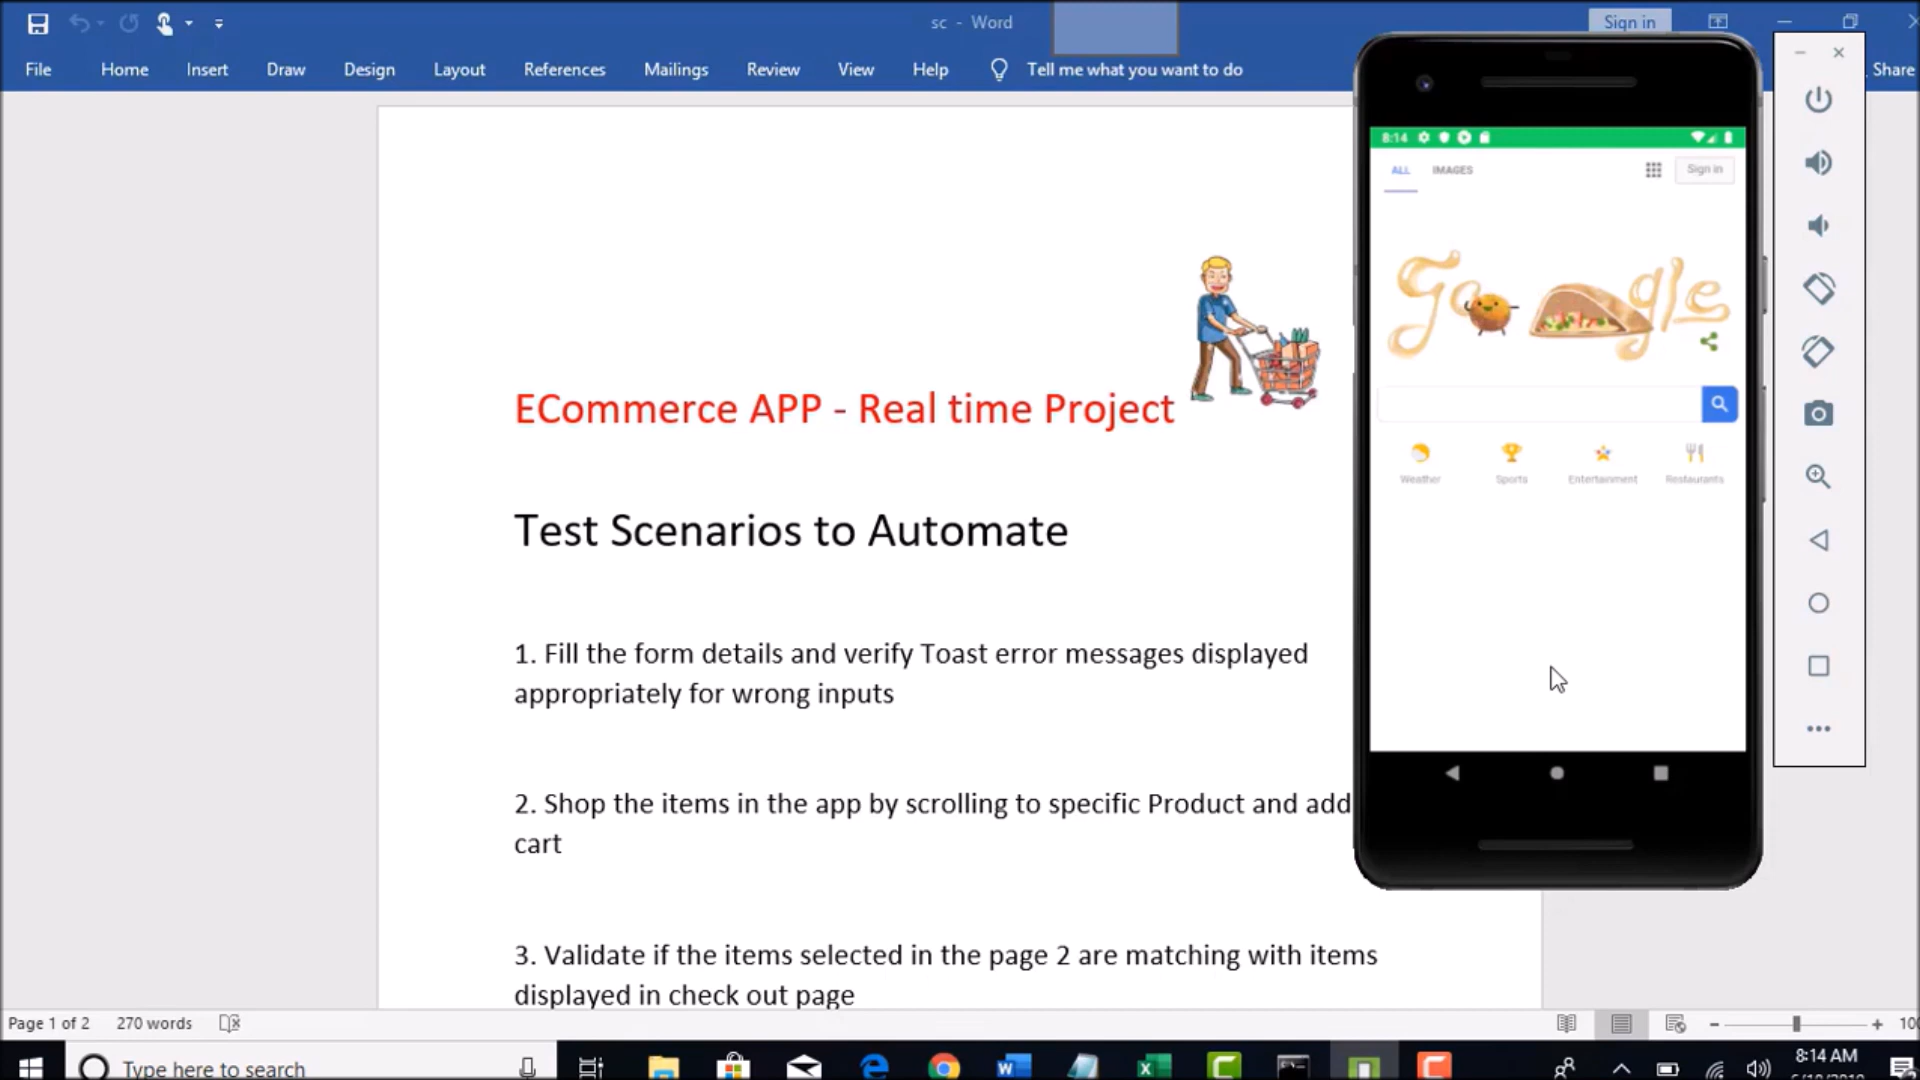 sc - Word
Sign in
File Home Insert Draw Design Layout References Mailings Review View Help Tell me what you want to do Share
8:14
ALL IMAGES Sign in
Google
Weather Sports Entertainment Restaurants
ECommerce APP - Real time Project
Test Scenarios to Automate
1. Fill the form details and verify Toast error messages displayed
appropriately for wrong inputs
2. Shop the items in the app by scrolling to specific Product and add
cart
3. Validate if the items selected in the page 2 are matching with items
displayed in check out page
Page 1 of 2 270 words
100
Type here to search
8:14 AM